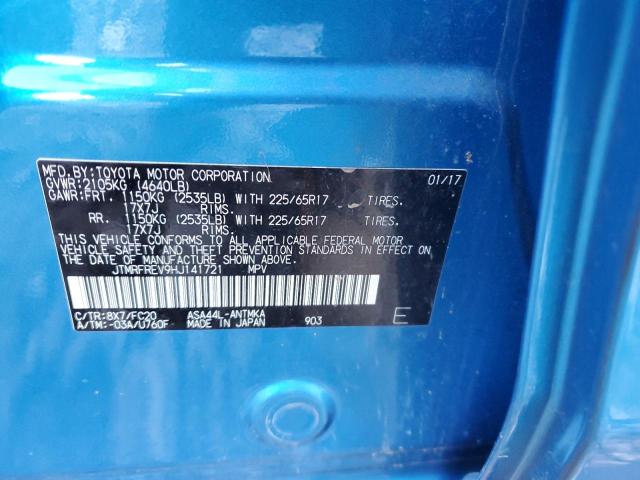 MFD.BY:TOYOTA MOTOR CORPORATION 01/17
GVWR:2105KG (4640LB)
GAWR:FRT. 1150KG (2535LB) WITH 225/65R17 TIRES.
17X7J RIMS.
RR. 1150KG (2535LB) WITH 225/65R17 TIRES.
17X7J RIMS.
THIS VEHICLE CONFORMS TO ALL APPLICABLE FEDERAL MOTOR
VEHICLE SAFETY AND THEFT PREVENTION STANDARDS IN EFFECT ON
THE DATE OF MANUFACTURE SHOWN ABOVE.
JTMRFREV9HJ141721 MPV
C/TR:8X7/FC20 ASA44L-ANTMKA
A/TM:-03A/U760F MADE IN JAPAN 903 E